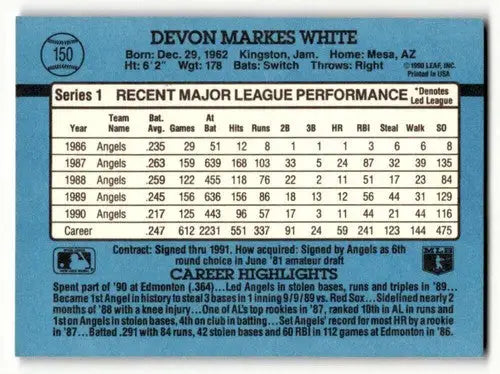 150
DEVON MARKES WHITE
Born: Dec. 29, 1962 Kingston, Jam. Home: Mesa, AZ
Ht: 6'2" Wgt: 178 Bats: Switch Throws: Right
©1990 LEAF, INC.
Printed in USA
Series 1 RECENT MAJOR LEAGUE PERFORMANCE *Denotes Led League
Year Team Name Bat. Avg. Games At Bat Hits Runs 2B 3B HR RBI Steal Walk SO
1986 Angels .235 29 51 12 8 1 1 1 3 6 6 8
1987 Angels .263 159 639 168 103 33 5 24 87 32 39 135
1988 Angels .259 122 455 118 76 22 2 11 51 17 23 84
1989 Angels .245 156 636 156 86 18 13 12 56 44 31 129
1990 Angels .217 125 443 96 57 17 3 11 44 21 44 116
Career .247 612 2231 551 337 91 24 59 241 123 144 475
Contract: Signed thru 1991. How acquired: Signed by Angels as 6th
round choice in June '81 amateur draft
MLB
CAREER HIGHLIGHTS
Spent part of '90 at Edmonton (.364)...Led Angels in stolen bases, runs and triples in '89...
Became 1st Angel in history to steal 3 bases in 1 inning 9/9/89 vs. Red Sox...Sidelined nearly 2
months of '88 with a knee injury...One of AL's top rookies in '87, ranked 10th in AL in runs and
1st on Angels in stolen bases, 4th on club in batting...Set Angels' record for most HR by a rookie
in '87...Batted .291 with 84 runs, 42 stolen bases and 60 RBI in 112 games at Edmonton in '86.